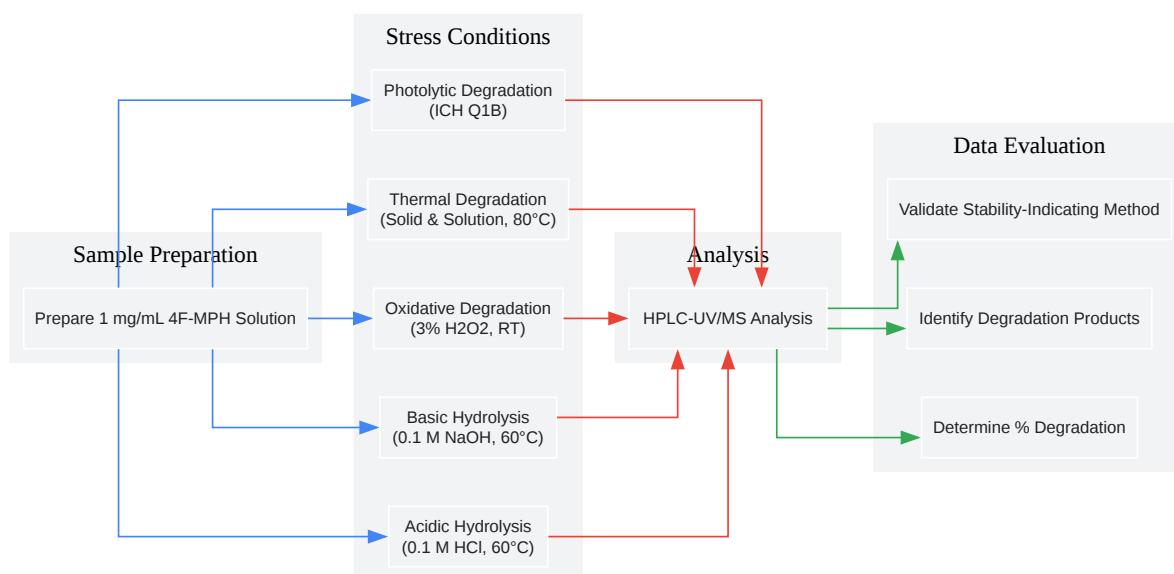 Sample Preparation
Prepare 1 mg/mL 4F-MPH Solution
Stress Conditions
Photolytic Degradation
(ICH Q1B)
Thermal Degradation
(Solid & Solution, 80°C)
Oxidative Degradation
(3% H2O2, RT)
Basic Hydrolysis
(0.1 M NaOH, 60°C)
Acidic Hydrolysis
(0.1 M HCl, 60°C)
Analysis
HPLC-UV/MS Analysis
Data Evaluation
Validate Stability-Indicating Method
Identify Degradation Products
Determine % Degradation